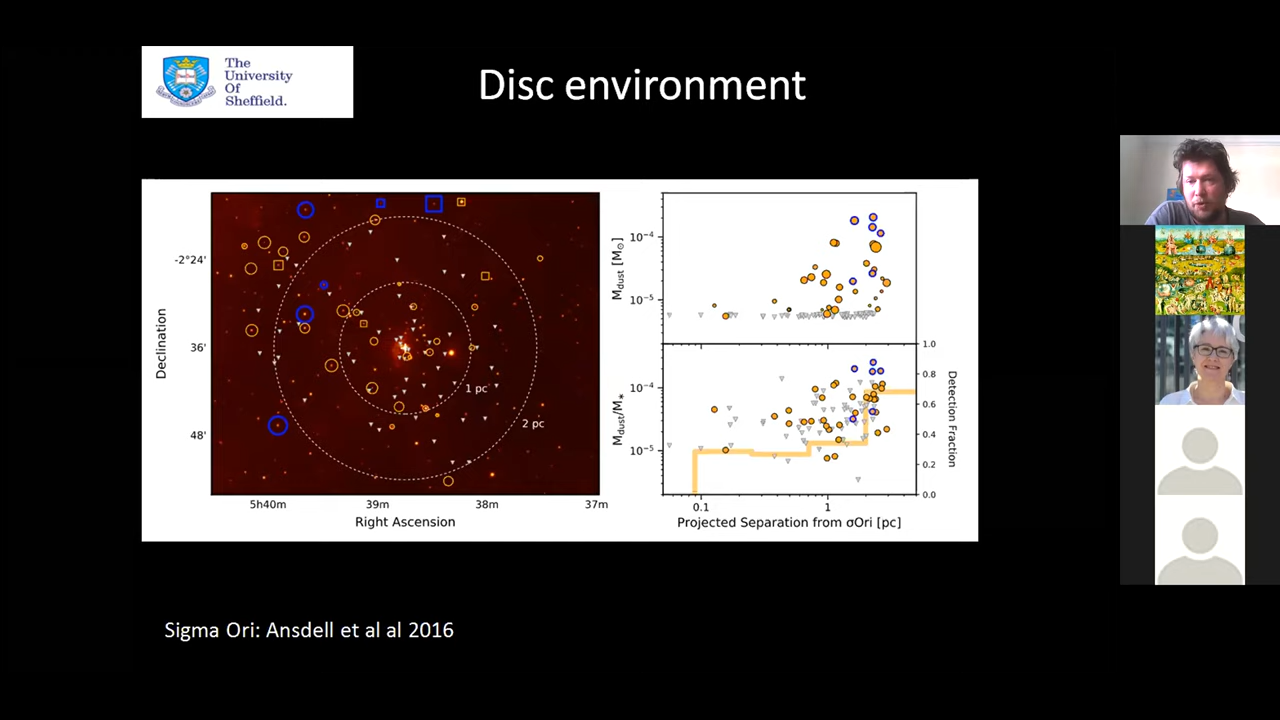 The
University
Of
Sheffield.
Disc environment
-2°24'
36'
48'
Declination
5h40m
39m
38m
37m
Right Ascension
1 pc
2 pc
10⁻⁴
10⁻⁵
M_dust [M_⊙]
10⁻⁴
10⁻⁵
M_dust/M_*
1.0
0.8
0.6
0.4
0.2
0.0
Detection Fraction
0.1
1
Projected Separation from σOri [pc]
Sigma Ori: Ansdell et al al 2016